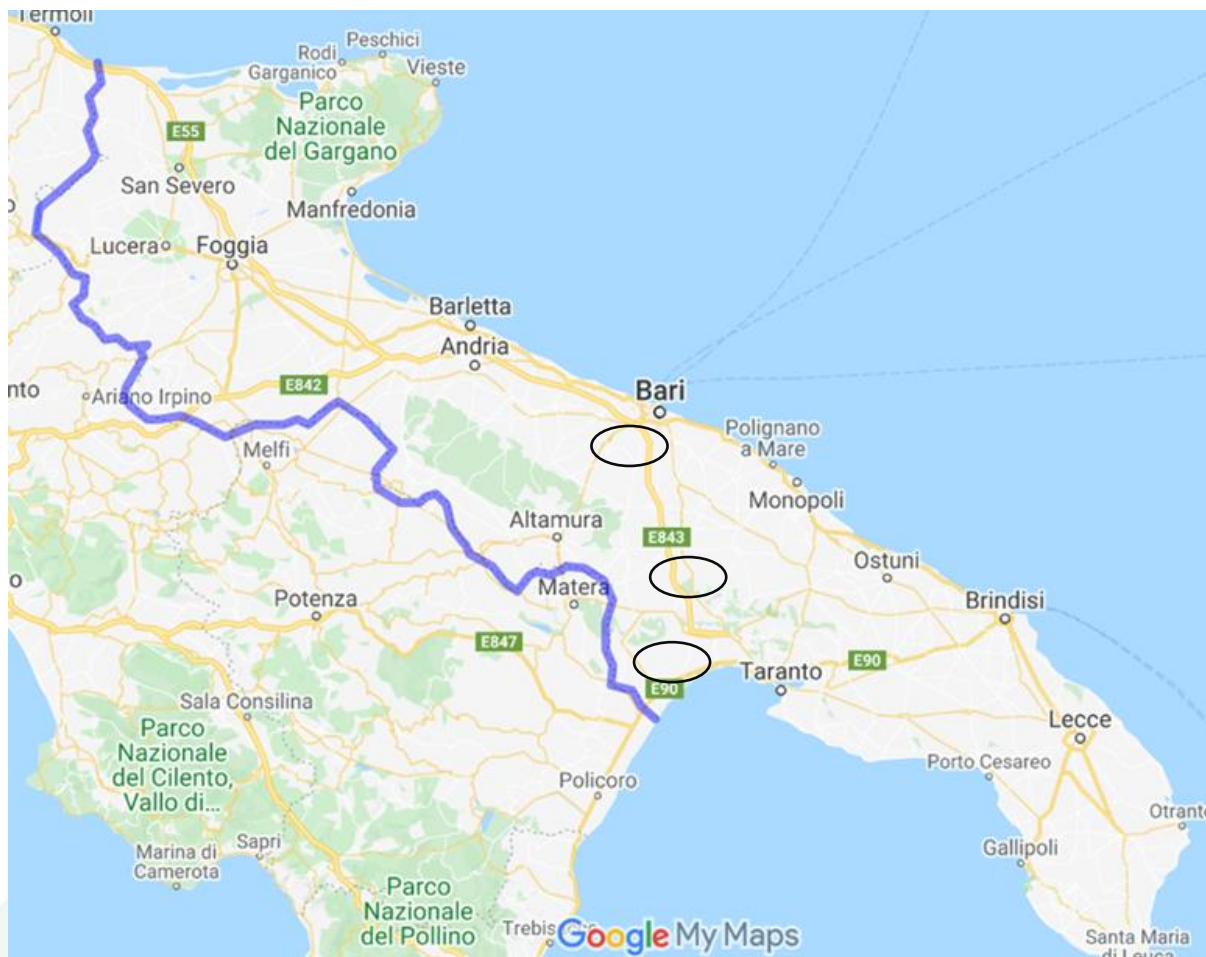 Termoli
Peschici
Rodi
Garganico
Vieste
Parco
Nazionale
del Gargano
E55
San Severo
Manfredonia
Lucera
Foggia
Barletta
Andria
E842
nto
Ariano Irpino
Bari
Melfi
Polignano
a Mare
Monopoli
Altamura
E843
Ostuni
Matera
Potenza
Brindisi
E847
Taranto
E90
E90
Sala Consilina
Parco
Nazionale
del Cilento,
Vallo di...
Lecce
Porto Cesareo
Policoro
Otranto
Sapri
Marina di
Camerota
Gallipoli
Parco
Nazionale
del Pollino
Google My Maps
Santa Maria
di Leuca